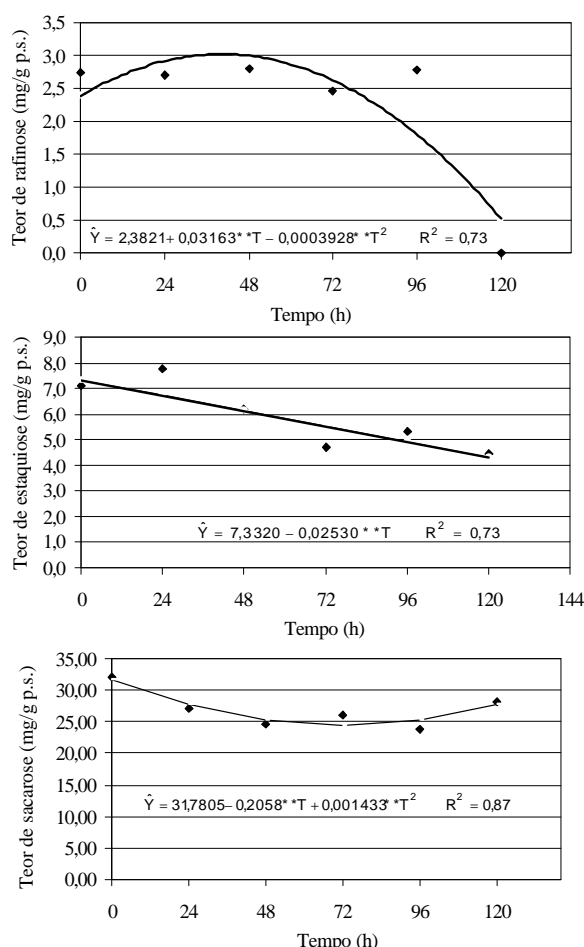 Teor de rafinose (mg/g p.s.)
3,5
3,0
2,5
2,0
1,5
1,0
0,5
0,0
Ŷ = 2,3821+ 0,03163* *T − 0,0003928* *T² R² = 0,73
0 24 48 72 96 120
Tempo (h)
Teor de estaquiose (mg/g p.s.)
9,0
8,0
7,0
6,0
5,0
4,0
3,0
2,0
1,0
0,0
Ŷ = 7,3320 − 0,02530 * *T R² = 0,73
0 24 48 72 96 120 144
Tempo (h)
Teor de sacarose (mg/g p.s.)
35,00
30,00
25,00
20,00
15,00
10,00
5,00
0,00
Ŷ = 31,7805− 0,2058* *T + 0,001433* *T² R² = 0,87
0 24 48 72 96 120
Tempo (h)